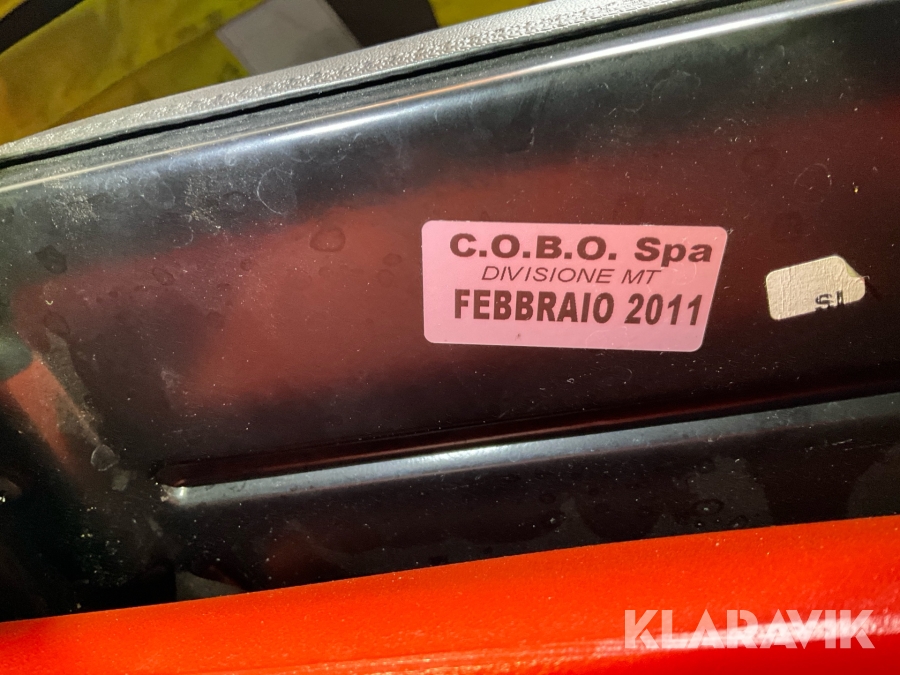 C.O.B.O. Spa
DIVISIONE MT
FEBBRAIO 2011
KLARAVIK